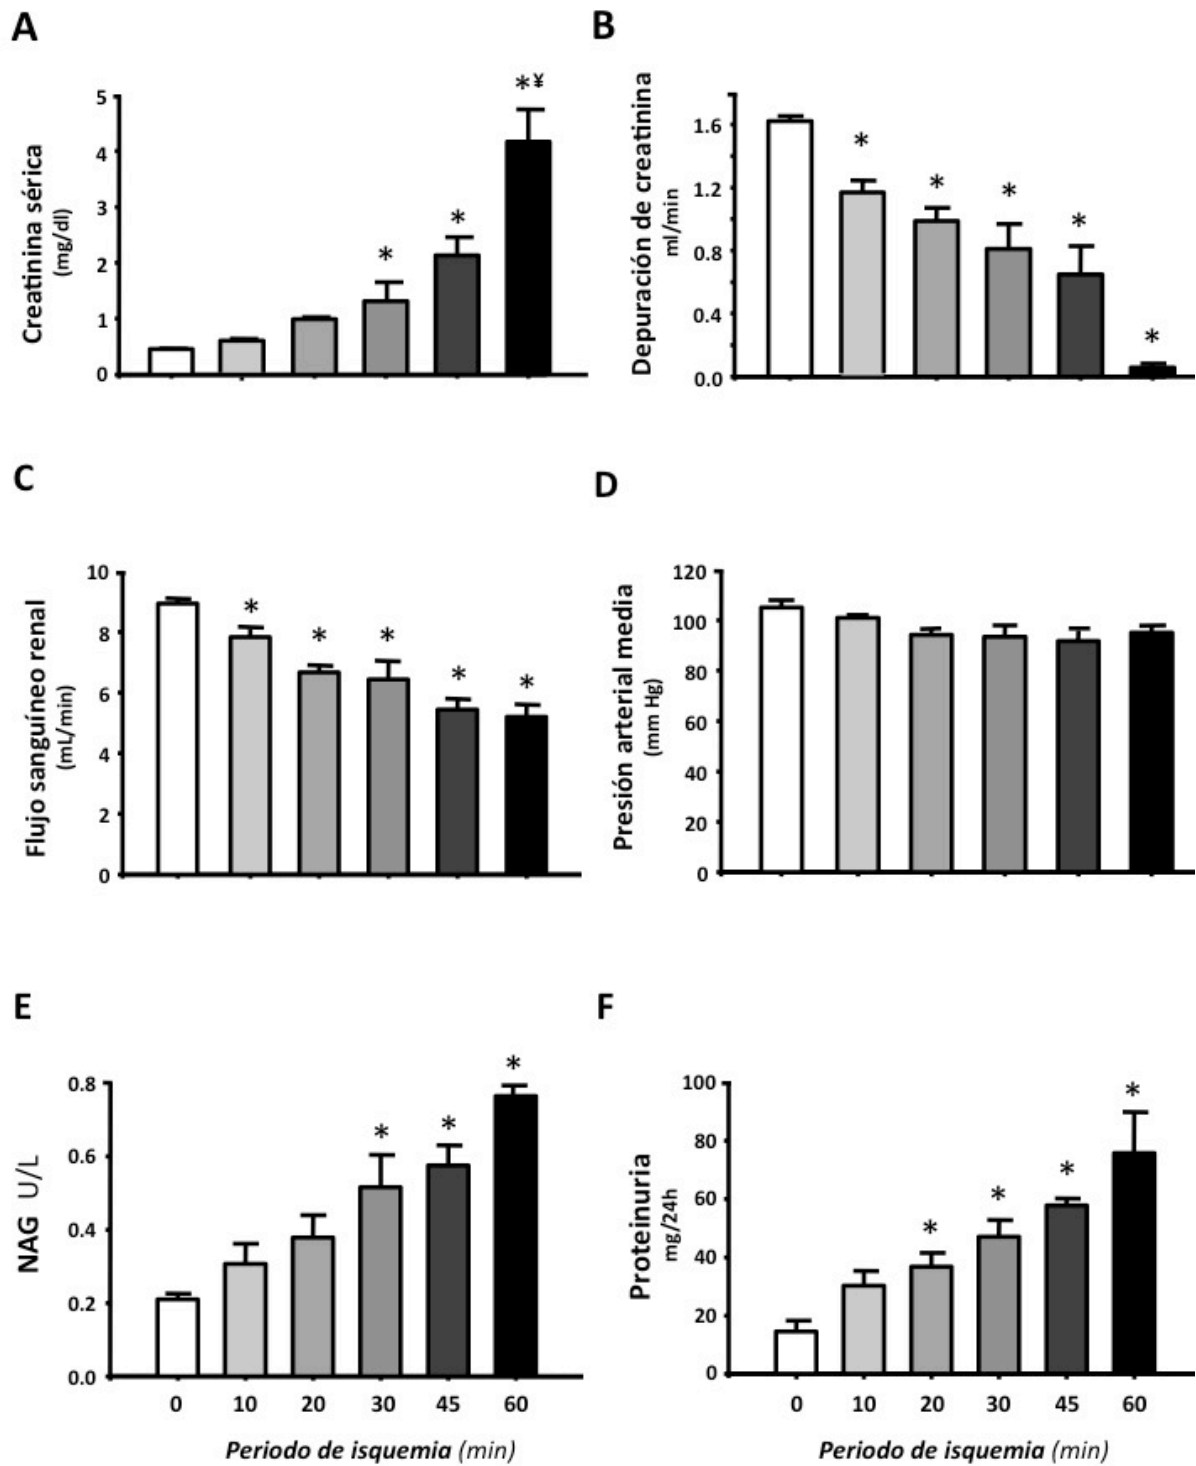 A
Creatinina sérica
(mg/dl)
5
4
3
2
1
0
*
*
*¥
B
Depuración de creatinina
ml/min
1.6
1.2
0.8
0.4
0.0
*
*
*
*
*
C
Flujo sanguíneo renal
(mL/min)
10
8
6
4
2
0
*
*
*
*
*
D
Presión arterial media
(mm Hg)
120
100
80
60
40
20
0
E
NAG U/L
0.8
0.6
0.4
0.2
0.0
*
*
*
0 10 20 30 45 60
Periodo de isquemia (min)
F
Proteinuria
mg/24h
100
80
60
40
20
0
*
*
*
*
0 10 20 30 45 60
Periodo de isquemia (min)